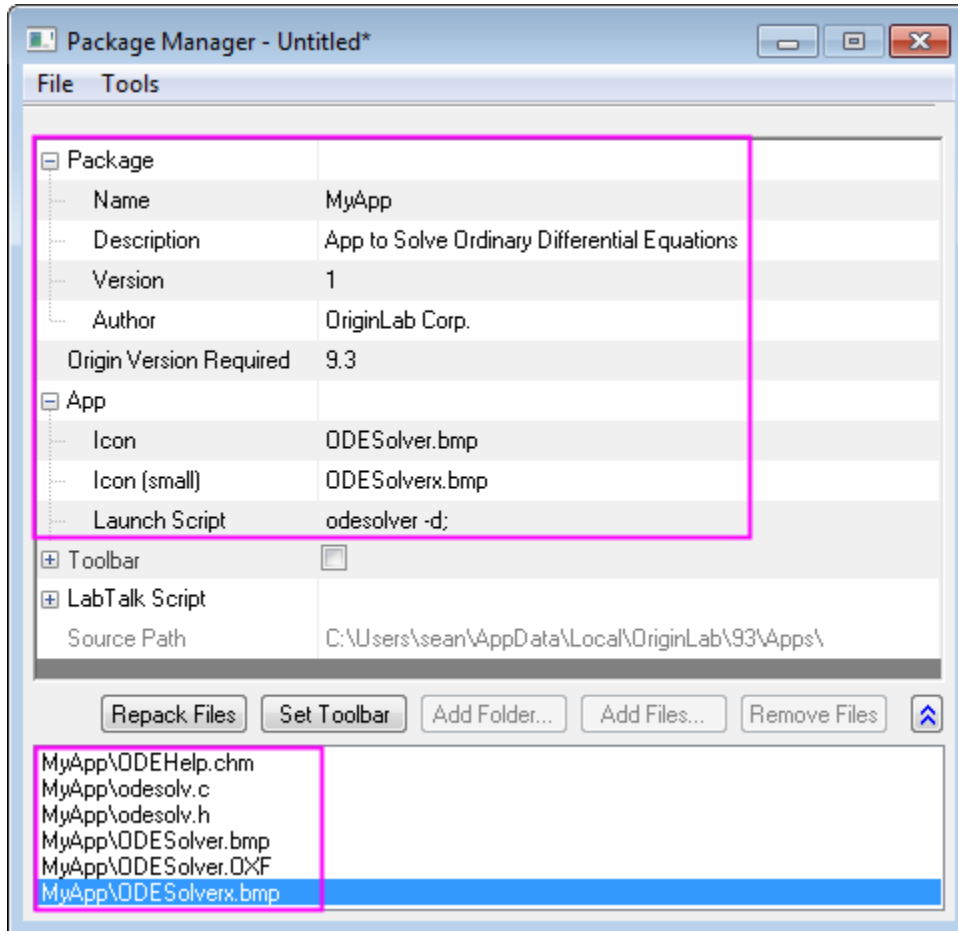 Package Manager - Untitled*
File Tools
Package
Name MyApp
Description App to Solve Ordinary Differential Equations
Version 1
Author OriginLab Corp.
Origin Version Required 9.3
App
Icon ODESolver.bmp
Icon (small) ODESolverx.bmp
Launch Script odesolver -d;
Toolbar
LabTalk Script
Source Path C:\Users\sean\AppData\Local\OriginLab\93\Apps\
Repack Files Set Toolbar Add Folder... Add Files... Remove Files
MyApp\ODEHelp.chm
MyApp\odesolv.c
MyApp\odesolv.h
MyApp\ODESolver.bmp
MyApp\ODESolver.OXF
MyApp\ODESolverx.bmp